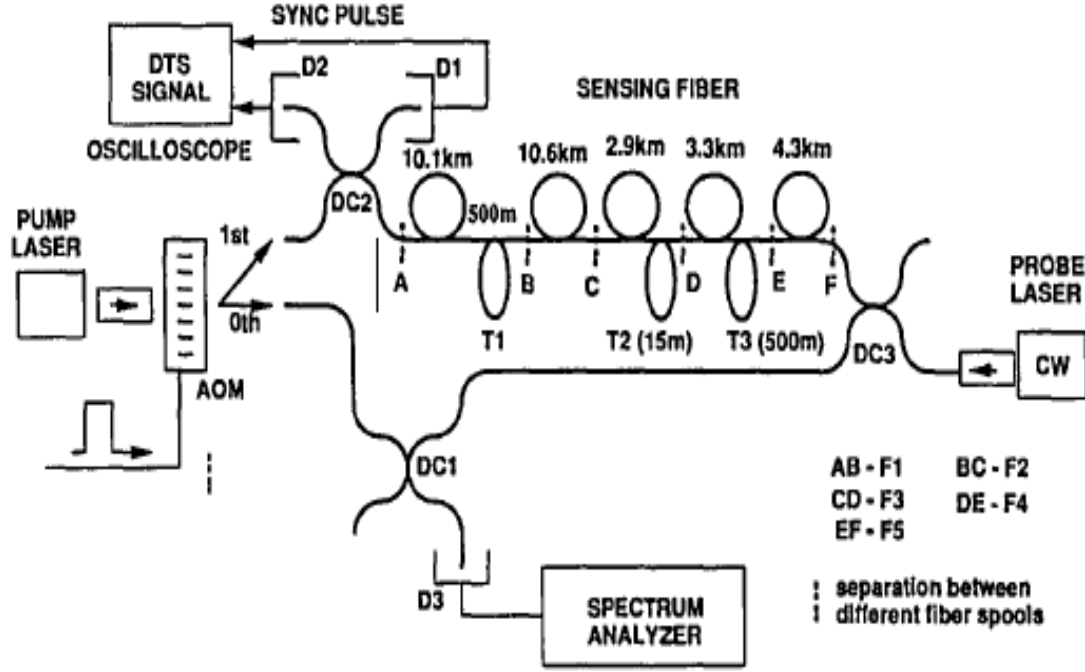 SYNC PULSE
DTS
SIGNAL
OSCILLOSCOPE
D2
D1
SENSING FIBER
10.1km
10.6km
2.9km
3.3km
4.3km
500m
DC2
PUMP
LASER
1st
0th
AOM
A
B
C
D
E
F
T1
T2 (15m)
T3 (500m)
DC3
PROBE
LASER
CW
DC1
D3
SPECTRUM
ANALYZER
AB - F1
BC - F2
CD - F3
DE - F4
EF - F5
separation between
different fiber spools